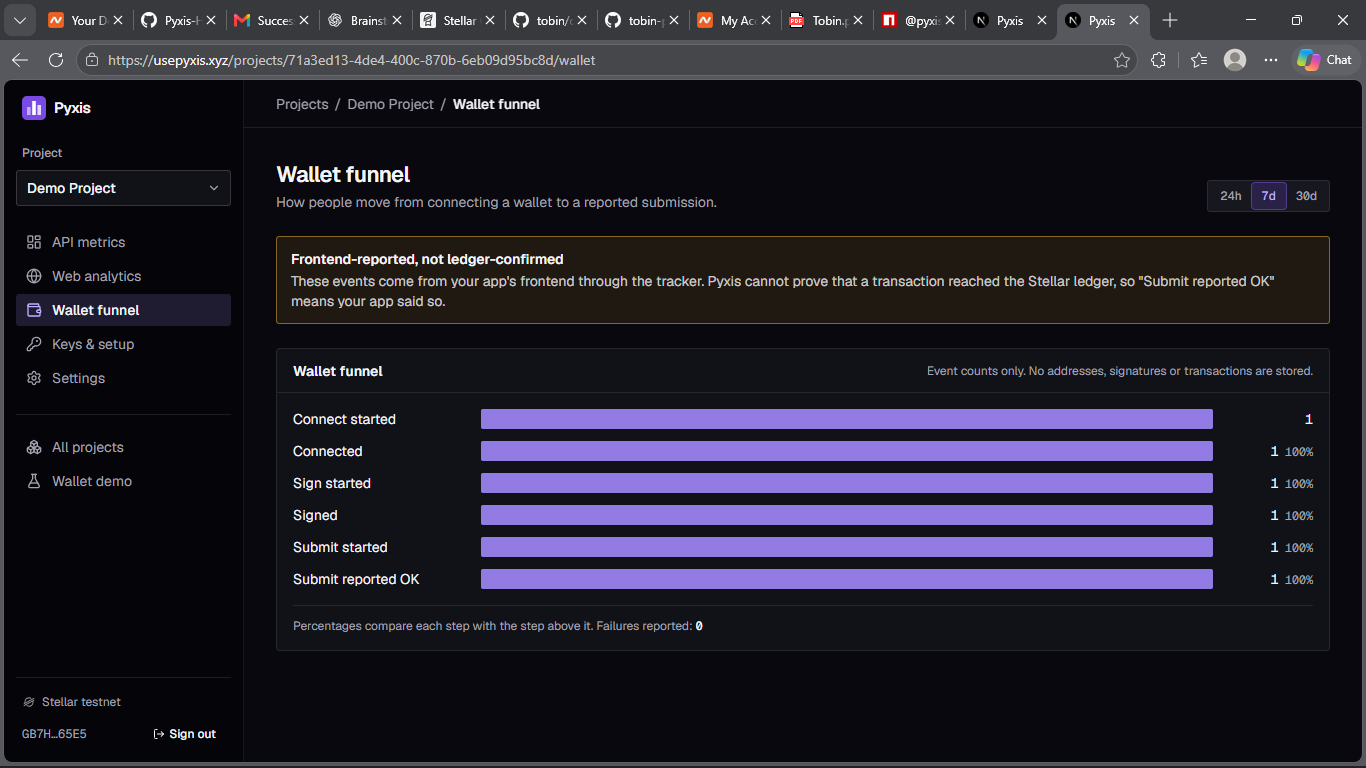 Your D
Pyxis-H
Succes
Brainst
Stellar
tobin/c
tobin-p
My Acc
Tobin.p
@pyxis
Pyxis
Pyxis
https://usepyxis.xyz/projects/71a3ed13-4de4-400c-870b-6eb09d95bc8d/wallet
Chat
Pyxis
Project
Demo Project
API metrics
Web analytics
Wallet funnel
Keys & setup
Settings
All projects
Wallet demo
Stellar testnet
GB7H…65E5
Sign out
Projects / Demo Project / Wallet funnel
Wallet funnel
How people move from connecting a wallet to a reported submission.
24h 7d 30d
Frontend-reported, not ledger-confirmed
These events come from your app's frontend through the tracker. Pyxis cannot prove that a transaction reached the Stellar ledger, so "Submit reported OK"
means your app said so.
Wallet funnel
Event counts only. No addresses, signatures or transactions are stored.
Connect started 1
Connected 1 100%
Sign started 1 100%
Signed 1 100%
Submit started 1 100%
Submit reported OK 1 100%
Percentages compare each step with the step above it. Failures reported: 0